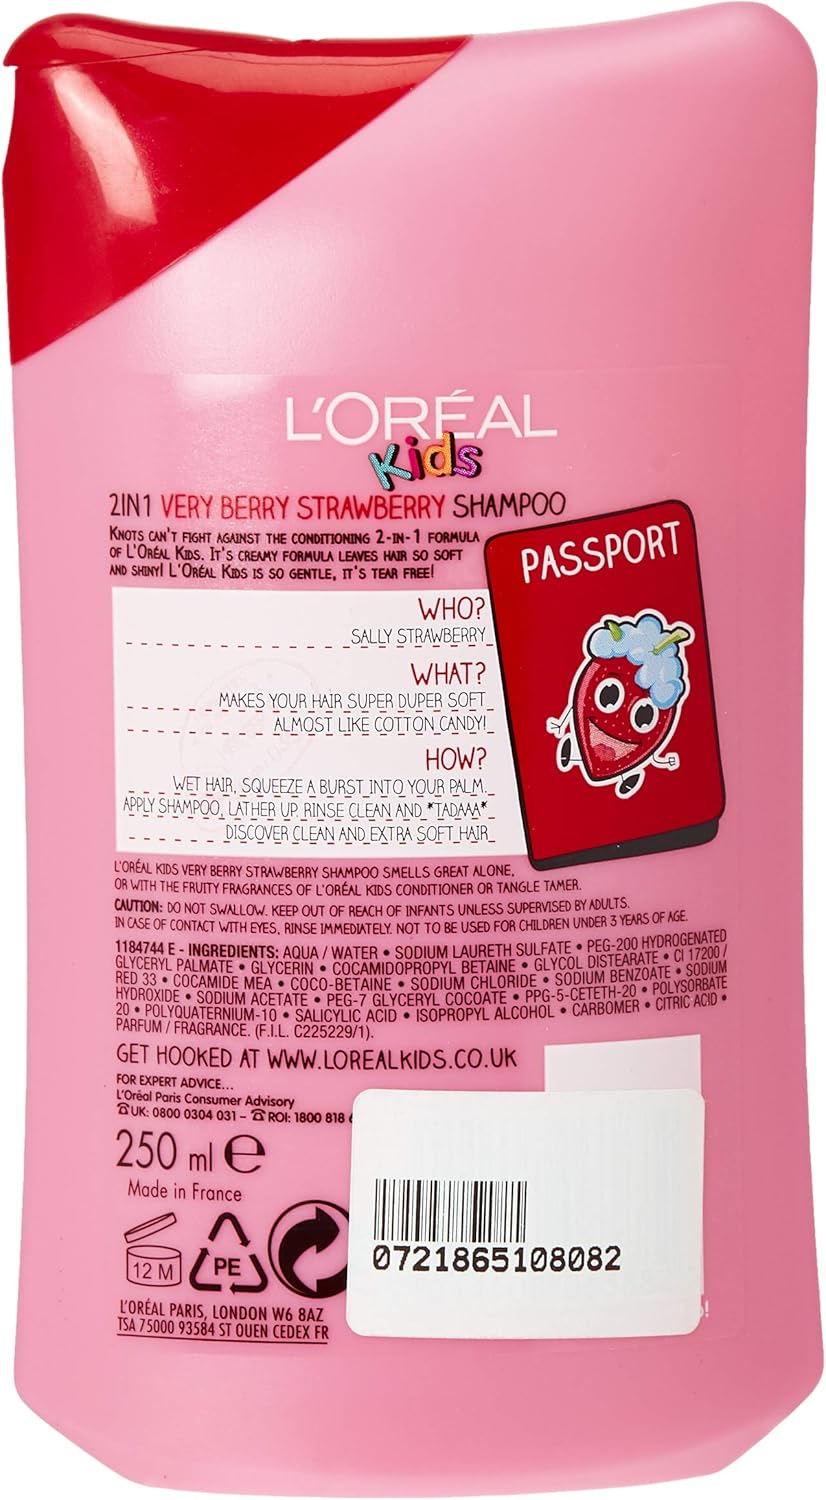 L'ORÉAL
Kids
2IN1 VERY BERRY STRAWBERRY SHAMPOO
KNOTS CAN'T FIGHT AGAINST THE CONDITIONING 2-IN-1 FORMULA
OF L'ORÉAL KIDS. IT'S CREAMY FORMULA LEAVES HAIR SO SOFT
AND SHINY! L'ORÉAL KIDS IS SO GENTLE, IT'S TEAR FREE!
PASSPORT
WHO?
SALLY STRAWBERRY
WHAT?
MAKES YOUR HAIR SUPER DUPER SOFT
ALMOST LIKE COTTON CANDY!
HOW?
WET HAIR, SQUEEZE A BURST INTO YOUR PALM.
APPLY SHAMPOO, LATHER UP. RINSE CLEAN AND *TADAAA*
DISCOVER CLEAN AND EXTRA SOFT HAIR
L'ORÉAL KIDS VERY BERRY STRAWBERRY SHAMPOO SMELLS GREAT ALONE,
OR WITH THE FRUITY FRAGRANCES OF L'ORÉAL KIDS CONDITIONER OR TANGLE TAMER.
CAUTION: DO NOT SWALLOW. KEEP OUT OF REACH OF INFANTS UNLESS SUPERVISED BY ADULTS.
IN CASE OF CONTACT WITH EYES, RINSE IMMEDIATELY. NOT TO BE USED FOR CHILDREN UNDER 3 YEARS OF AGE.
1184744 E - INGREDIENTS: AQUA / WATER • SODIUM LAURETH SULFATE • PEG-200 HYDROGENATED
GLYCERYL PALMATE • GLYCERIN • COCAMIDOPROPYL BETAINE • GLYCOL DISTEARATE • CI 17200 /
RED 33 • COCAMIDE MEA • COCO-BETAINE • SODIUM CHLORIDE • SODIUM BENZOATE • SODIUM
HYDROXIDE • SODIUM ACETATE • PEG-7 GLYCERYL COCOATE • PPG-5-CETETH-20 • POLYSORBATE
20 • POLYQUATERNIUM-10 • SALICYLIC ACID • ISOPROPYL ALCOHOL • CARBOMER • CITRIC ACID •
PARFUM / FRAGRANCE. (F.I.L. C225229/1).
GET HOOKED AT WWW.LOREALKIDS.CO.UK
FOR EXPERT ADVICE...
L'Oréal Paris Consumer Advisory
☎UK: 0800 0304 031 – ☎ROI: 1800 818 6
250 ml ℮
Made in France
12 M
PE
0721865108082
L'ORÉAL PARIS, LONDON W6 8AZ
TSA 75000 93584 ST OUEN CEDEX FR